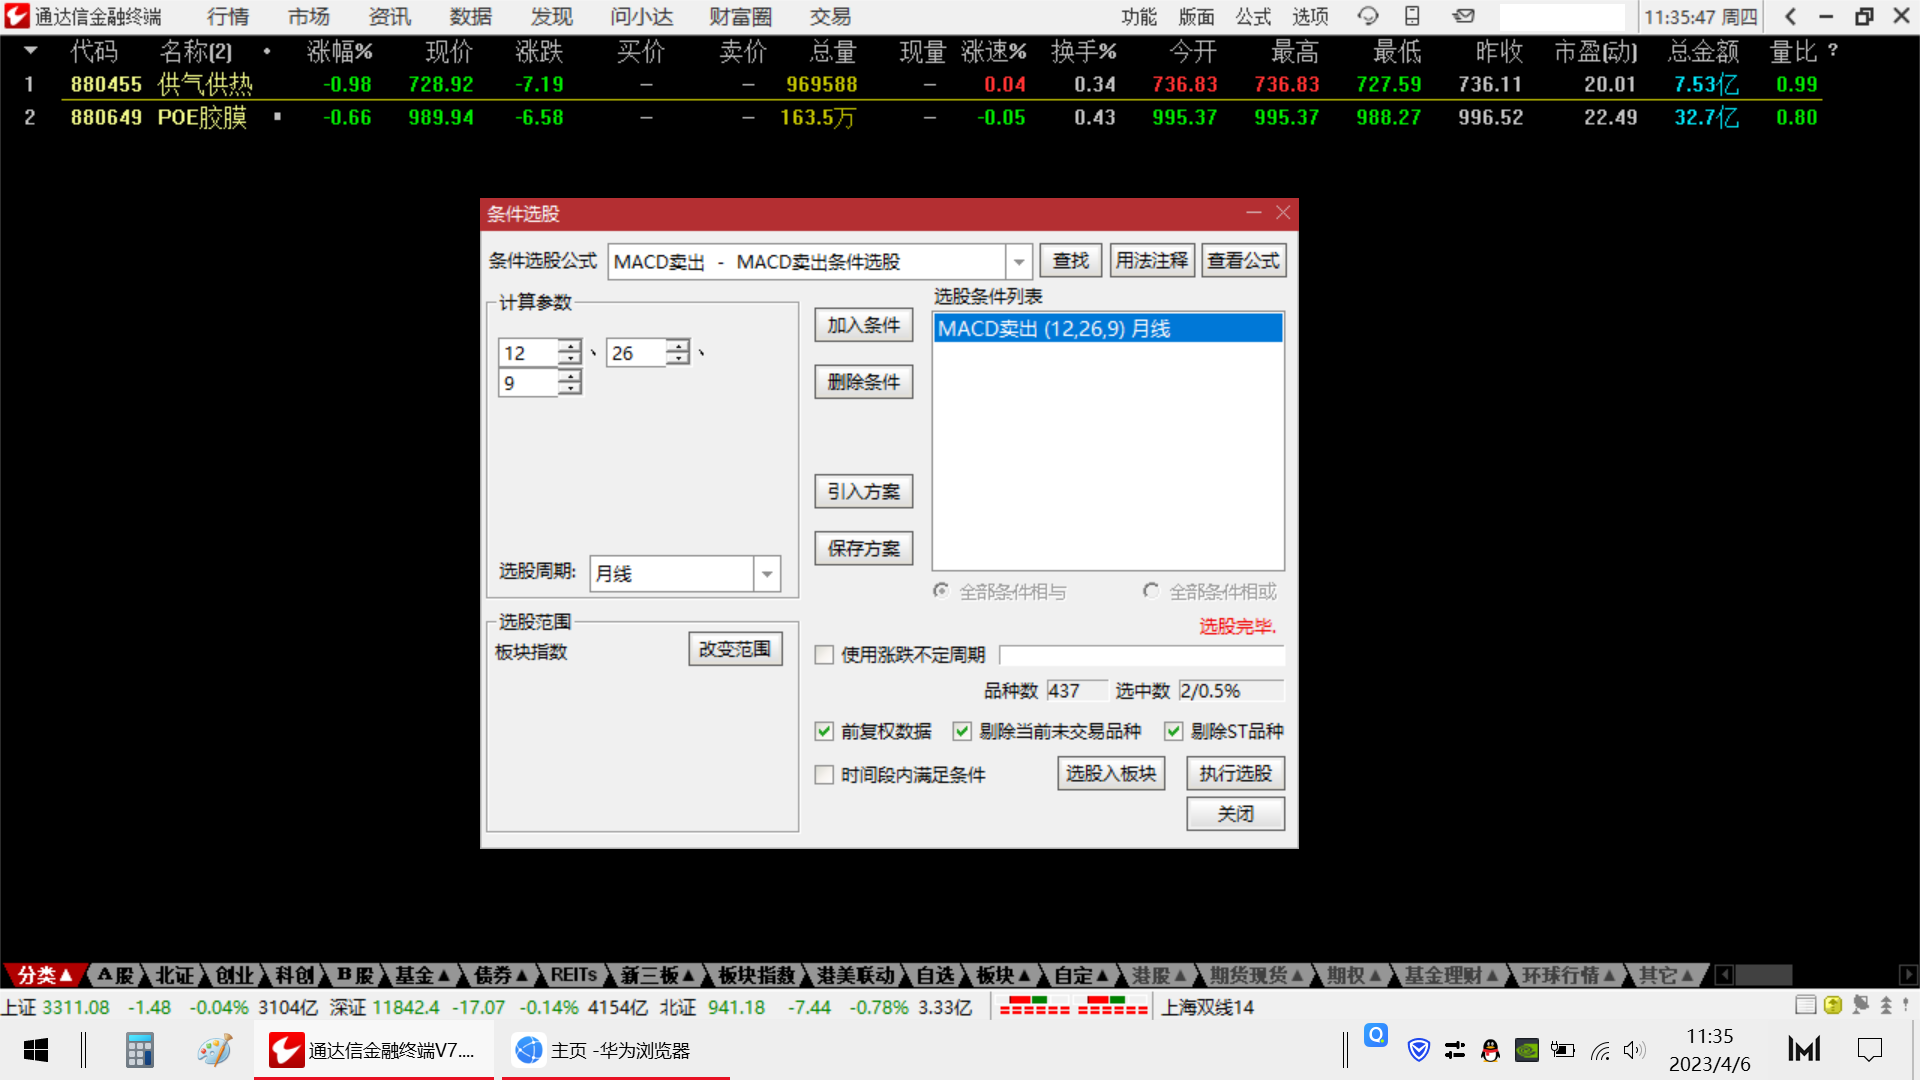 通达信金融终端 行情 市场 资讯 数据 发现 问小达 财富圈 交易 功能 版面 公式 选项 11:35:47 周四
代码 名称(2) 涨幅% 现价 涨跌 买价 卖价 总量 现量 涨速% 换手% 今开 最高 最低 昨收 市盈(动) 总金额 量比 ?
1 880455 供气供热 -0.98 728.92 -7.19 — — 969588 — 0.04 0.34 736.83 736.83 727.59 736.11 20.01 7.53亿 0.99
2 880649 POE胶膜 -0.66 989.94 -6.58 — — 163.5万 — -0.05 0.43 995.37 995.37 988.27 996.52 22.49 32.7亿 0.80
条件选股
条件选股公式 MACD卖出 - MACD卖出条件选股 查找 用法注释 查看公式
计算参数
12 、 26 、
9
加入条件
删除条件
引入方案
保存方案
选股条件列表
MACD卖出 (12,26,9) 月线
选股周期: 月线
全部条件相与 全部条件相或
选股完毕.
选股范围
板块指数 改变范围
使用涨跌不定周期
品种数 437 选中数 2/0.5%
前复权数据 剔除当前未交易品种 剔除ST品种
时间段内满足条件 选股入板块 执行选股
关闭
分类▲ A股 北证 创业 科创 B股 基金▲ 债券▲ REITs 新三板▲ 板块指数 港美联动 自选 板块▲ 自定▲ 港股▲ 期货现货▲ 期权▲ 基金理财▲ 环球行情▲ 其它▲
上证 3311.08 -1.48 -0.04% 3104亿 深证 11842.4 -17.07 -0.14% 4154亿 北证 941.18 -7.44 -0.78% 3.33亿 上海双线14
通达信金融终端V7.... 主页 -华为浏览器 11:35
2023/4/6